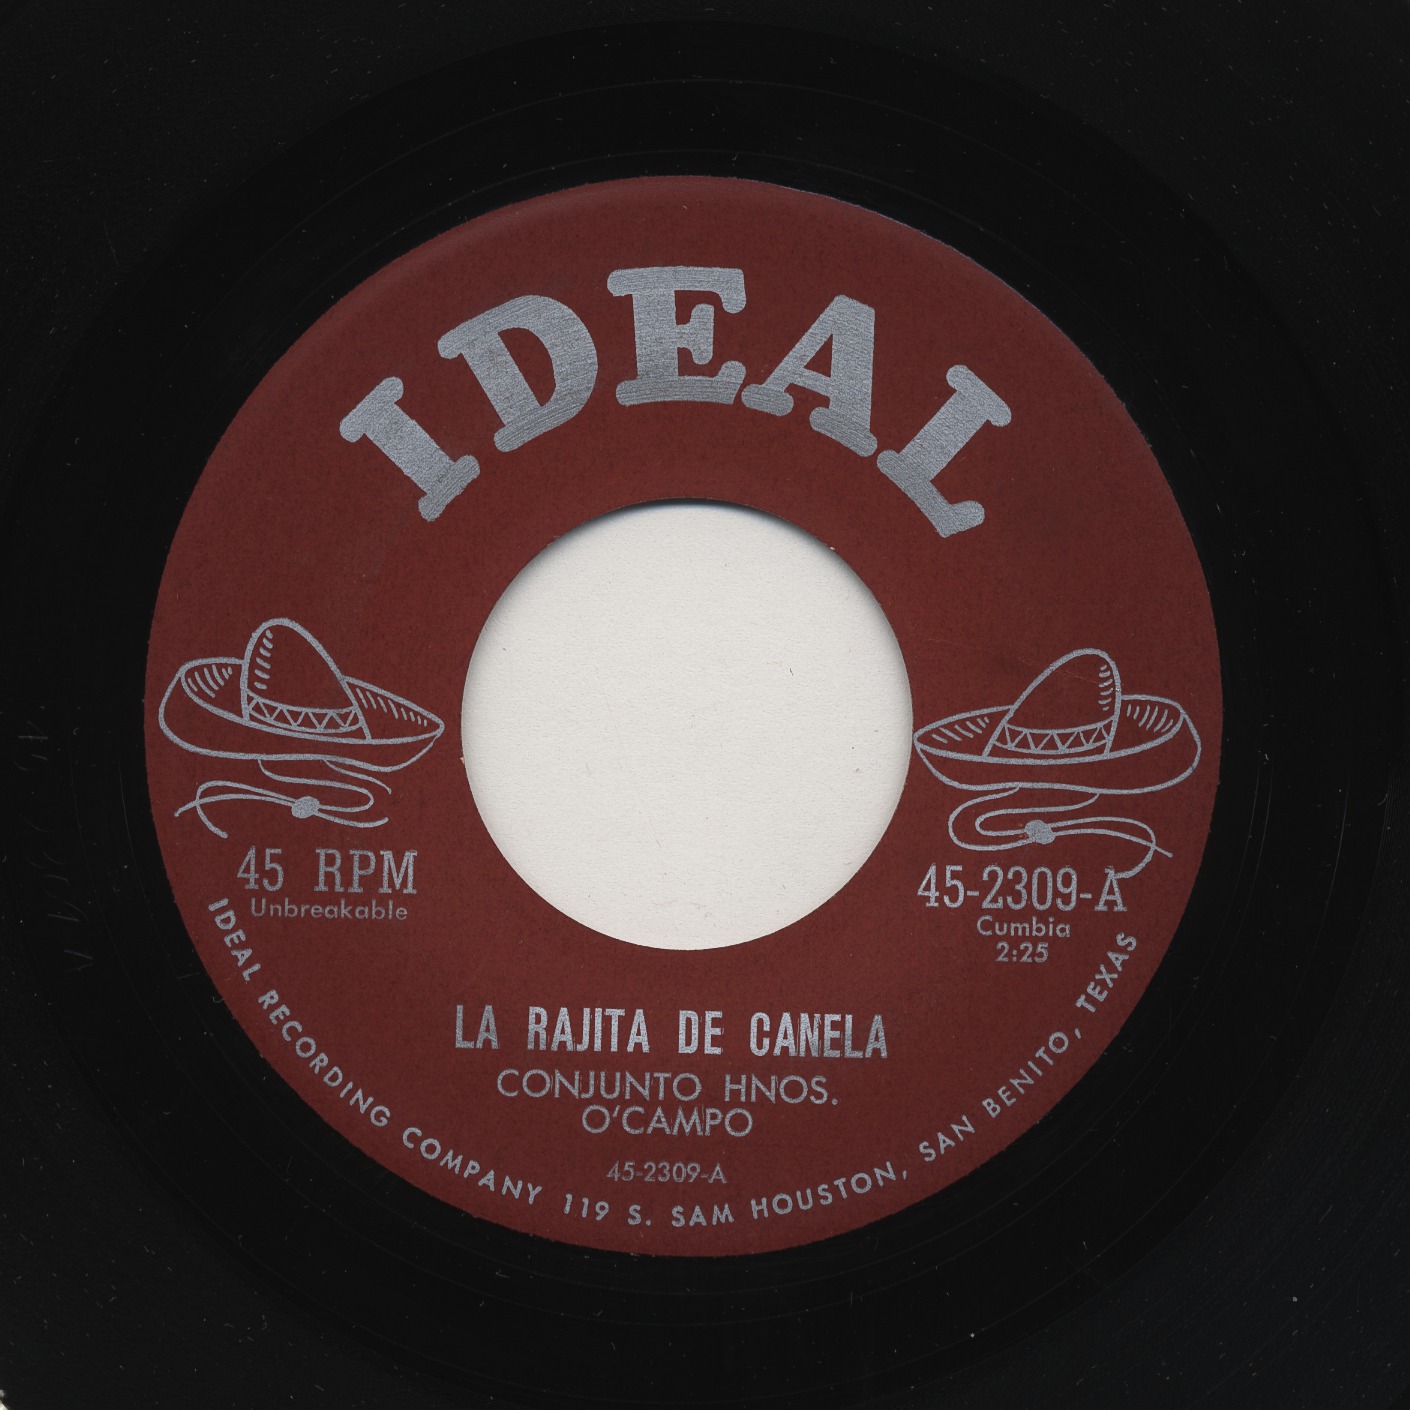 IDEAL
45 RPM
Unbreakable
45-2309-A
Cumbia
2:25
LA RAJITA DE CANELA
CONJUNTO HNOS.
O'CAMPO
45-2309-A
IDEAL RECORDING COMPANY 119 S. SAM HOUSTON, SAN BENITO, TEXAS